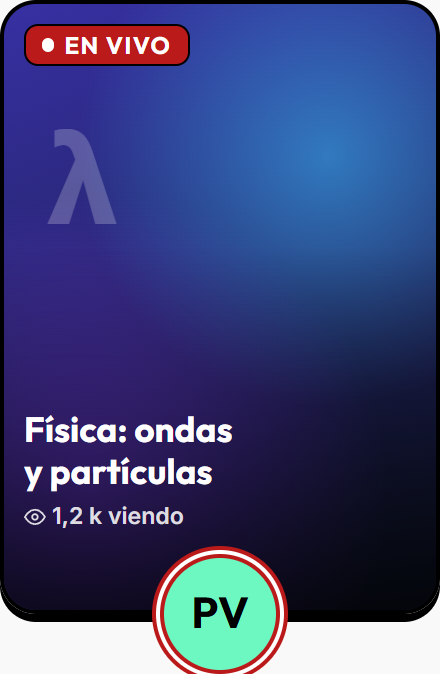 EN VIVO
λ
Física: ondas
y partículas
1,2 k viendo
PV